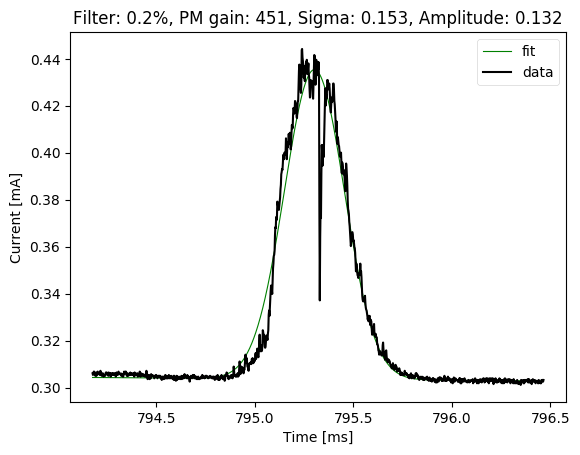 Filter: 0.2%, PM gain: 451, Sigma: 0.153, Amplitude: 0.132
fit
data
Current [mA]
0.44
0.42
0.40
0.38
0.36
0.34
0.32
0.30
794.5 795.0 795.5 796.0 796.5
Time [ms]